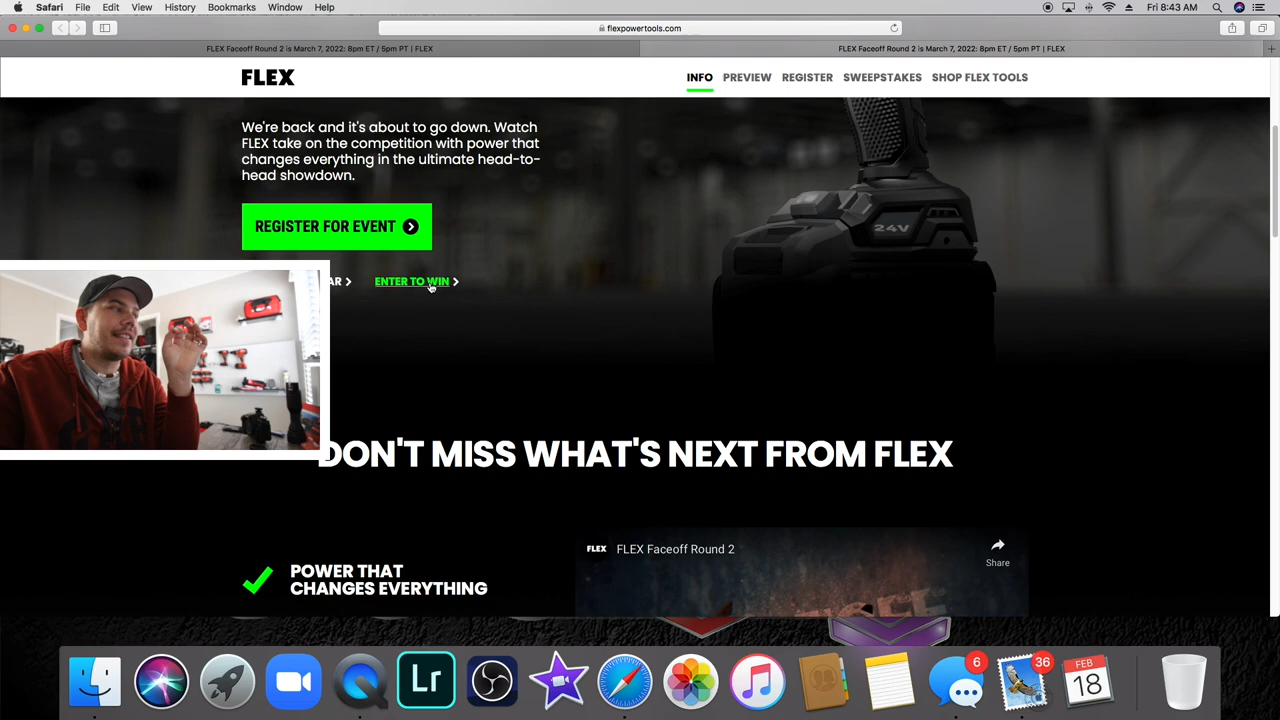 Safari File Edit View History Bookmarks Window Help
Fri 8:43 AM
flexpowertools.com
FLEX Faceoff Round 2 is March 7, 2022: 8pm ET / 5pm PT | FLEX
FLEX Faceoff Round 2 is March 7, 2022: 8pm ET / 5pm PT | FLEX
FLEX
INFO PREVIEW REGISTER SWEEPSTAKES SHOP FLEX TOOLS
We're back and it's about to go down. Watch
FLEX take on the competition with power that
changes everything in the ultimate head-to-
head showdown.
REGISTER FOR EVENT
24V
AR
ENTER TO WIN
DON'T MISS WHAT'S NEXT FROM FLEX
POWER THAT
CHANGES EVERYTHING
FLEX
FLEX Faceoff Round 2
Share
Lr
6
36
FEB
18